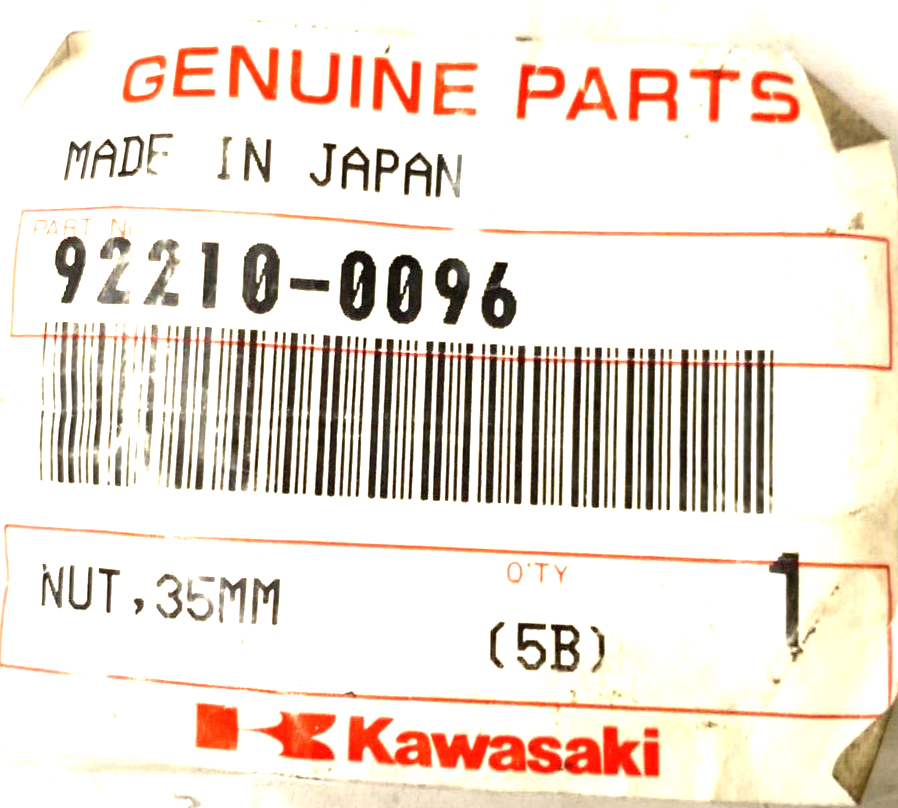 GENUINE PARTS
MADE IN JAPAN
PART No
92210-0096
NUT,35MM
Q'TY
1
(5B)
Kawasaki